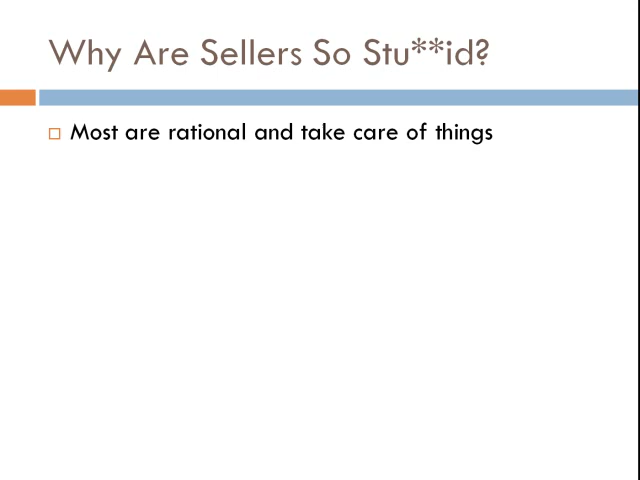 Why Are Sellers So Stu**id?
Most are rational and take care of things